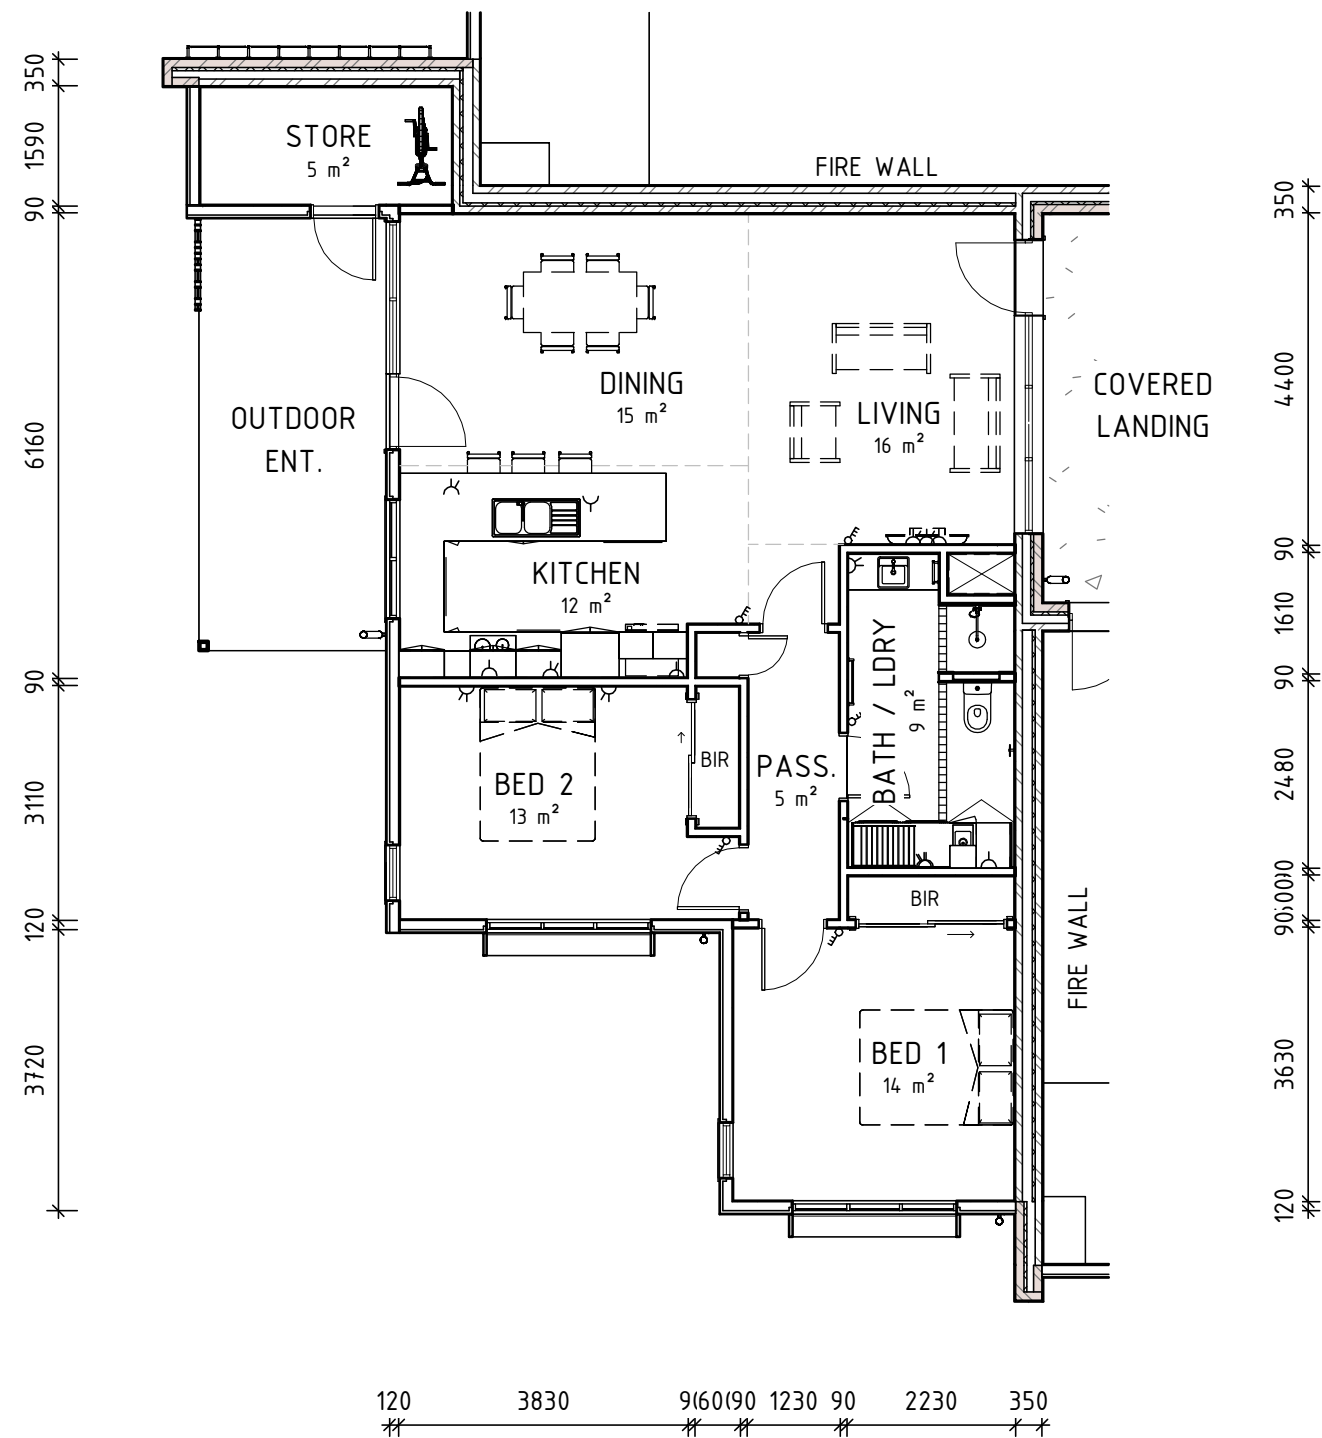 350
1590
90
6160
90
3110
120
3720
STORE
5 m²
FIRE WALL
OUTDOOR
ENT.
DINING
15 m²
LIVING
16 m²
COVERED
LANDING
KITCHEN
12 m²
BATH / LDRY
9 m²
BED 2
13 m²
BIR
PASS.
5 m²
BIR
BED 1
14 m²
FIRE WALL
350
4400
90
1610
90
2480
90
3630
120
120
3830
90
600
90
1230
90
2230
350